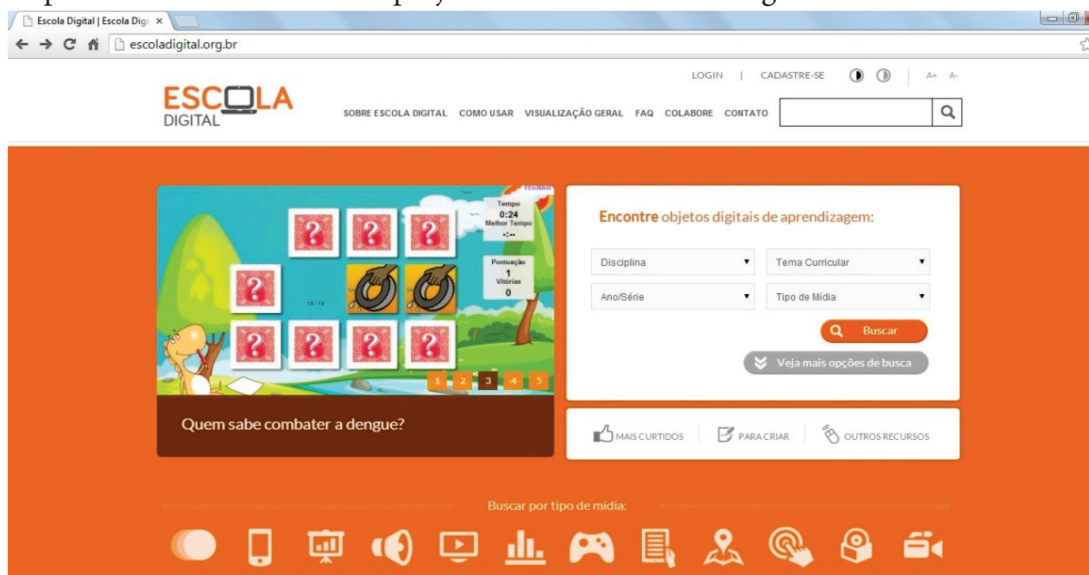 Escola Digital | Escola Dig
escoladigital.org.br
LOGIN | CADASTRE-SE A+ A-
ESCOLA
DIGITAL
SOBRE ESCOLA DIGITAL COMO USAR VISUALIZAÇÃO GERAL FAQ COLABORE CONTATO
Tempo
0:24
Melhor Tempo
-:--
Pontuação
1
Vitórias
0
1 2 3 4 5
Quem sabe combater a dengue?
Encontre objetos digitais de aprendizagem:
Disciplina Tema Curricular
Ano/Série Tipo de Mídia
Buscar
Veja mais opções de busca
MAIS CURTIDOS PARA CRIAR OUTROS RECURSOS
Buscar por tipo de mídia: